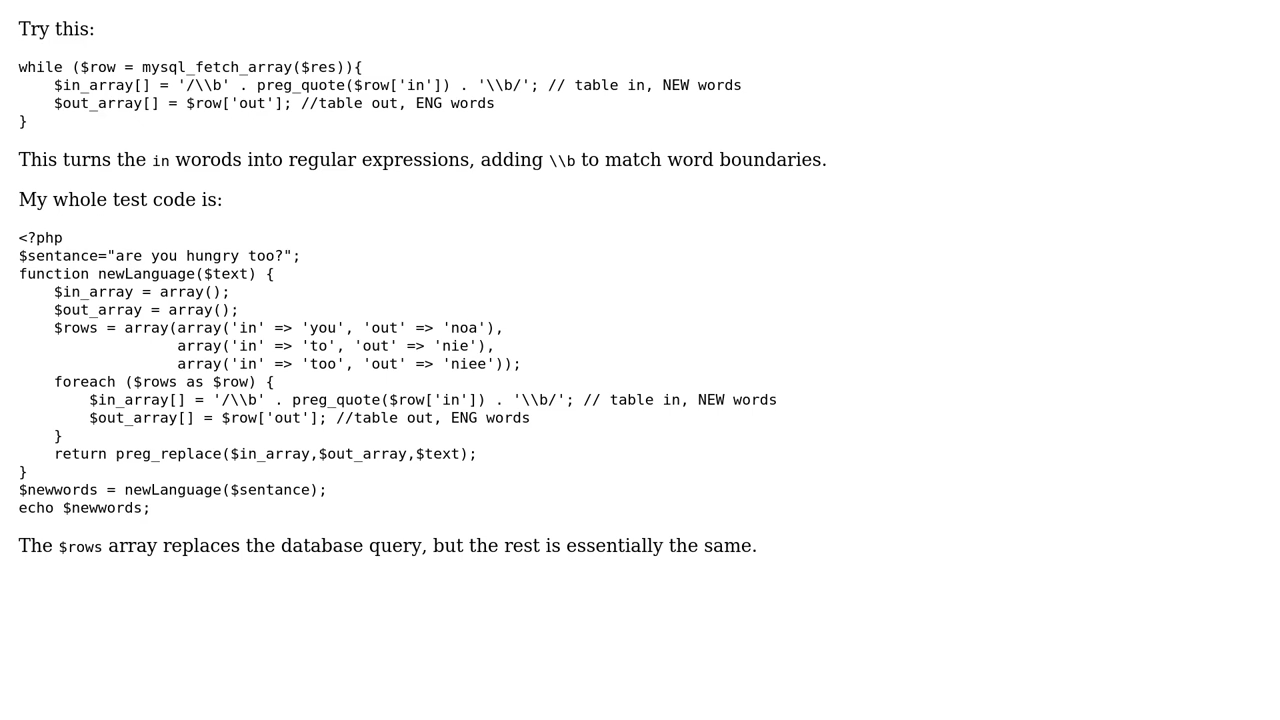 Try this:
while ($row = mysql_fetch_array($res)){
    $in_array[] = '/\\b' . preg_quote($row['in']) . '\\b/'; // table in, NEW words
    $out_array[] = $row['out']; //table out, ENG words
}
This turns the in worods into regular expressions, adding \\b to match word boundaries.
My whole test code is:
<?php
$sentance="are you hungry too?";
function newLanguage($text) {
    $in_array = array();
    $out_array = array();
    $rows = array(array('in' => 'you', 'out' => 'noa'),
                  array('in' => 'to', 'out' => 'nie'),
                  array('in' => 'too', 'out' => 'niee'));
    foreach ($rows as $row) {
        $in_array[] = '/\\b' . preg_quote($row['in']) . '\\b/'; // table in, NEW words
        $out_array[] = $row['out']; //table out, ENG words
    }
    return preg_replace($in_array,$out_array,$text);
}
$newwords = newLanguage($sentance);
echo $newwords;
The $rows array replaces the database query, but the rest is essentially the same.